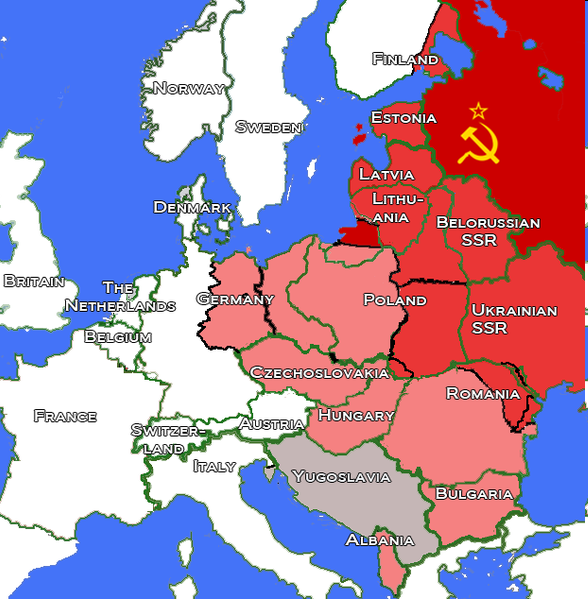 Finland
Norway
Estonia
Sweden
Latvia
Lithu-
ania
Denmark
Belorussian
SSR
Britain
The
Netherlands
Germany
Poland
Ukrainian
SSR
Belgium
Czechoslovakia
Romania
France
Hungary
Austria
Switzer-
land
Italy
Yugoslavia
Bulgaria
Albania